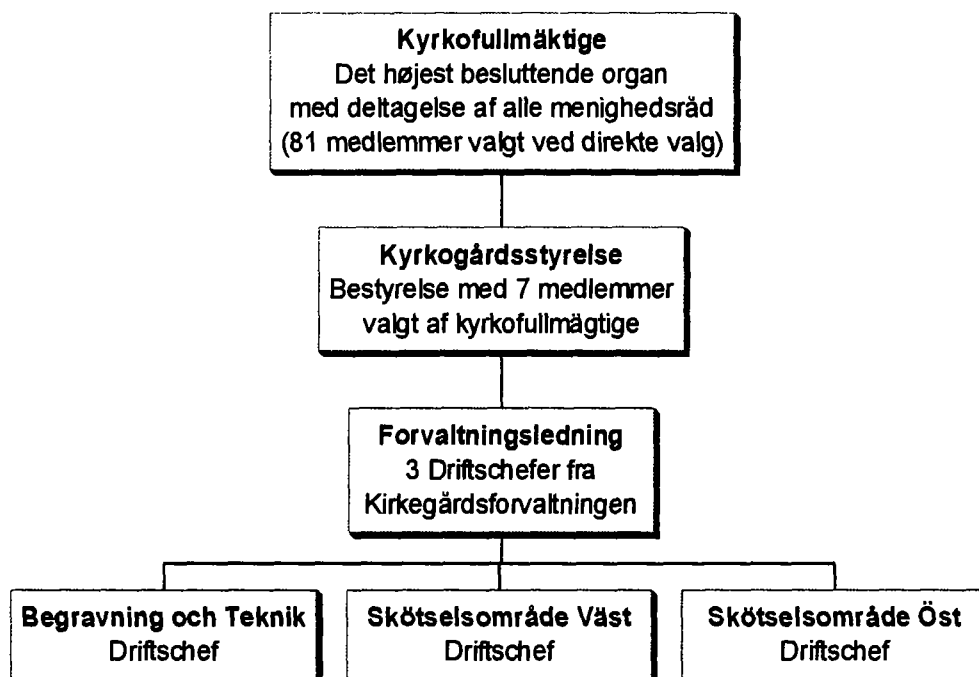 Kyrkofullmäktige
Det højest besluttende organ
med deltagelse af alle menighedsråd
(81 medlemmer valgt ved direkte valg)
Kyrkogårdsstyrelse
Bestyrelse med 7 medlemmer
valgt af kyrkofullmägtige
Forvaltningsledning
3 Driftschefer fra
Kirkegårdsforvaltningen
Begravning och Teknik
Driftschef
Skötselsområde Väst
Driftschef
Skötselsområde Öst
Driftschef